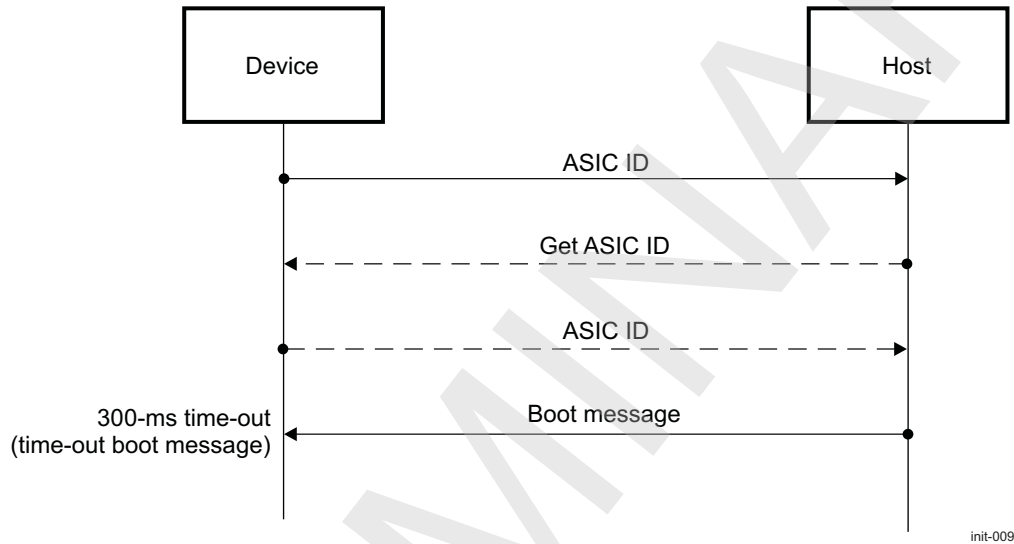 Device
Host
ASIC ID
Get ASIC ID
ASIC ID
Boot message
300-ms time-out
(time-out boot message)
init-009
MINA